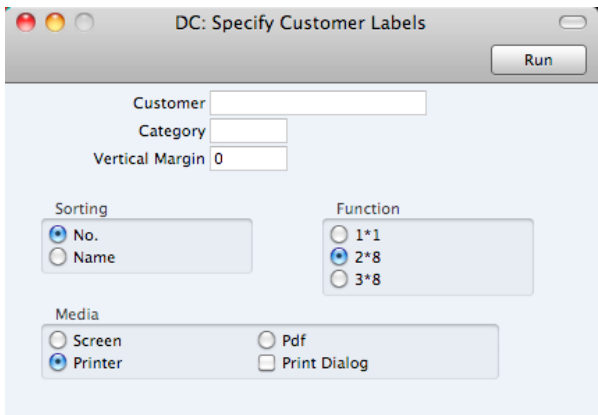 DC: Specify Customer Labels
Run
Customer
Category
Vertical Margin 0
Sorting
Function
No.
1*1
Name
2*8
3*8
Media
Screen
Pdf
Printer
Print Dialog